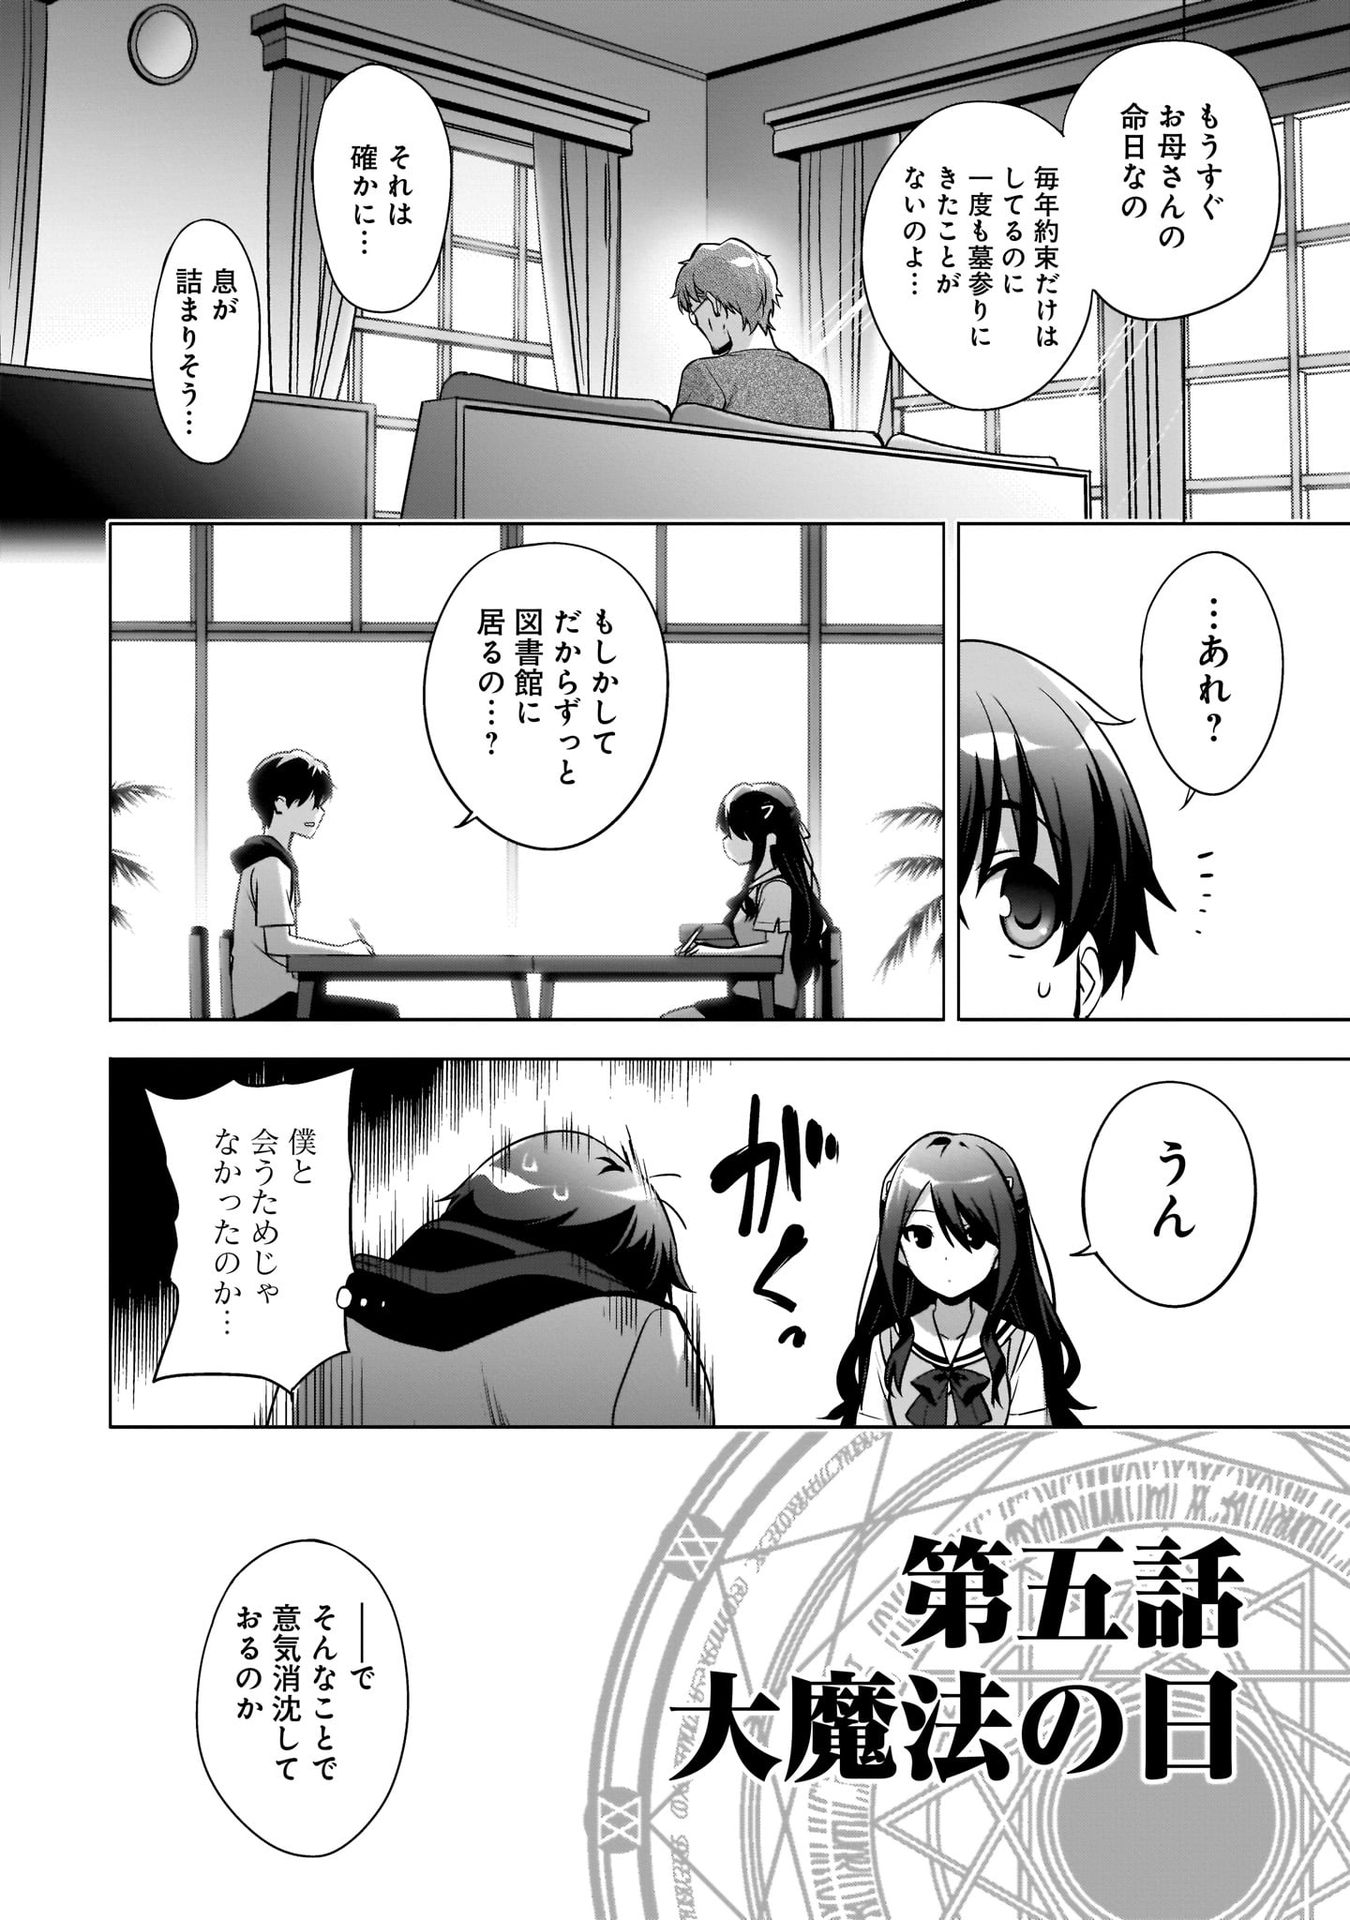 もうすぐ
お母さんの
命日なの
毎年約束だけは
してるのに
一度も墓参りに
きたことが
ないのよ…
それは
確かに…
息が
詰まりそう…
…あれ?
もしかして
だからずっと
図書館に
居るの…?
うん
がくっ
僕と
会うためじゃ
なかったのか…
第五話
大魔法の日
――で
そんなことで
意気消沈して
おるのか